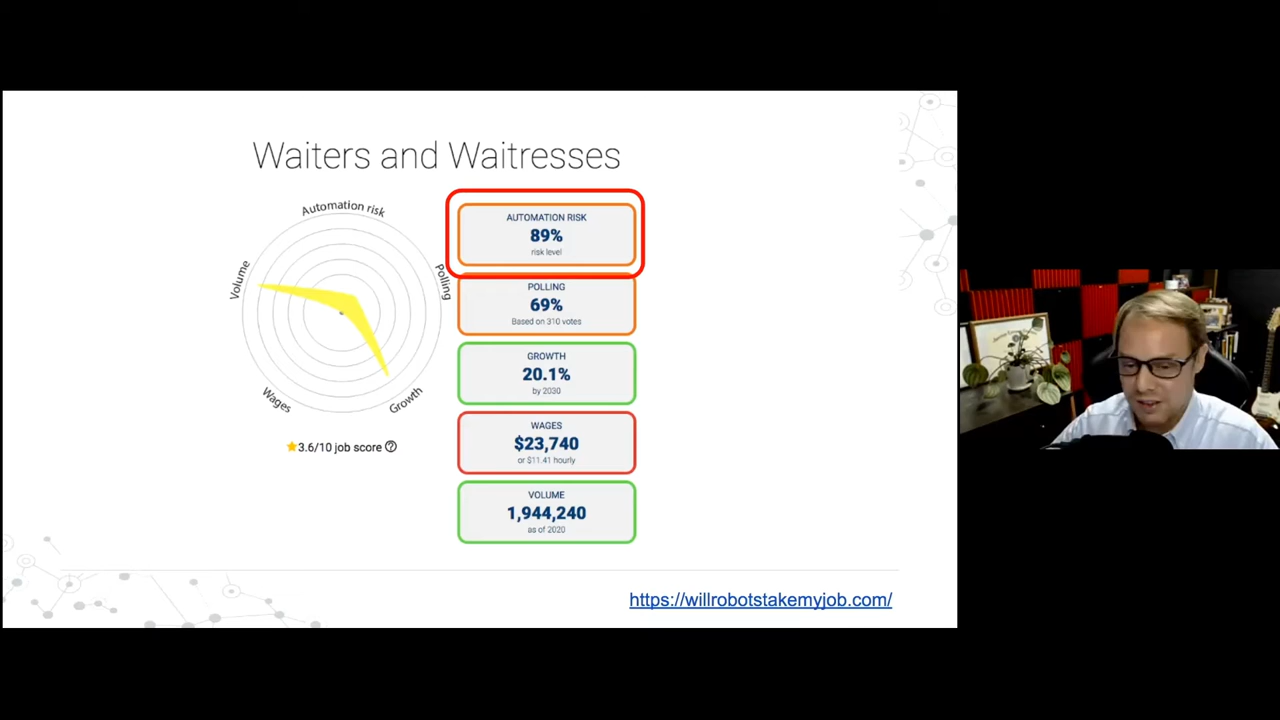 Waiters and Waitresses
Automation risk
Polling
Growth
Wages
Volume
3.6/10 job score
AUTOMATION RISK
89%
risk level
POLLING
69%
Based on 310 votes
GROWTH
20.1%
by 2030
WAGES
$23,740
or $11.41 hourly
VOLUME
1,944,240
as of 2020
https://willrobotstakemyjob.com/